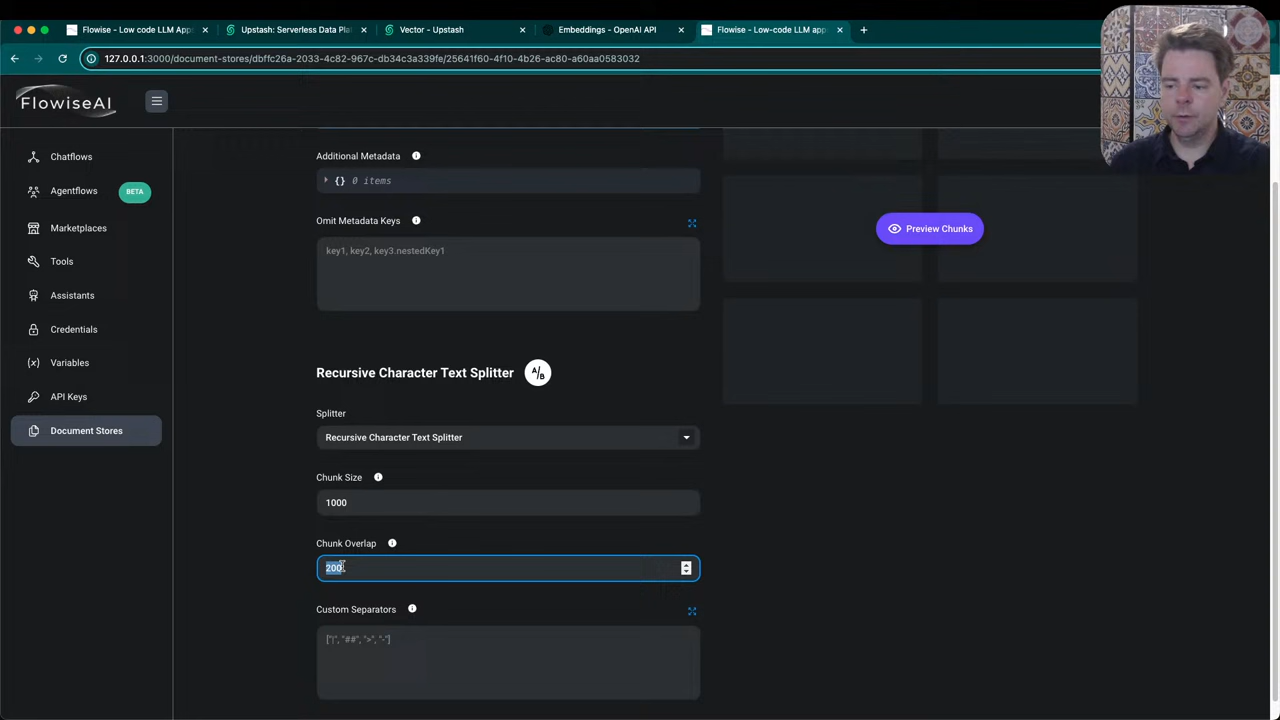 Flowise - Low code LLM Apps
Upstash: Serverless Data Pla
Vector - Upstash
Embeddings - OpenAI API
Flowise - Low-code LLM app
127.0.0.1:3000/document-stores/dbffc26a-2033-4c82-967c-db34c3a339fe/25641f60-4f10-4b26-ac80-a60aa0583032
FlowiseAI
Chatflows
Agentflows BETA
Marketplaces
Tools
Assistants
Credentials
(x) Variables
API Keys
Document Stores
Additional Metadata
{} 0 items
Omit Metadata Keys
key1, key2, key3.nestedKey1
Recursive Character Text Splitter A/B
Splitter
Recursive Character Text Splitter
Chunk Size
1000
Chunk Overlap
200
Custom Separators
["|", "##", ">", "-"]
Preview Chunks